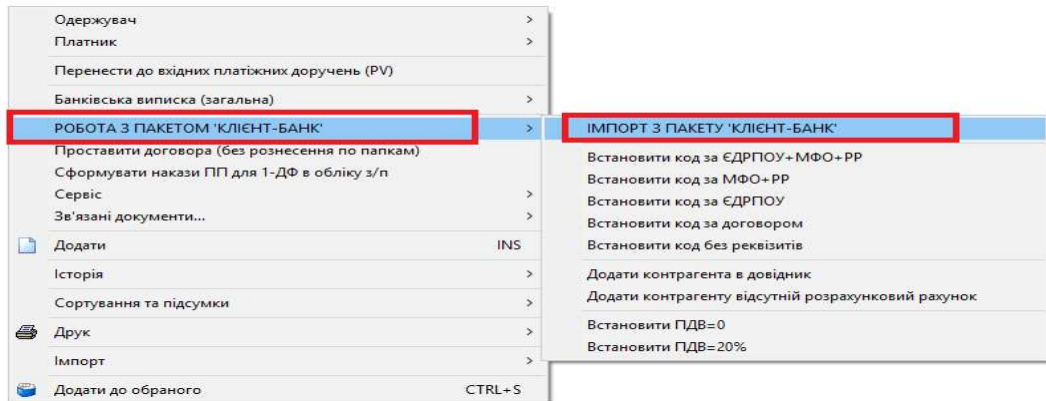 Одержувач
Платник
Перенести до вхідних платіжних доручень (PV)
Банківська виписка (загальна)
РОБОТА З ПАКЕТОМ 'КЛІЄНТ-БАНК'
Проставити договора (без рознесення по папкам)
Сформувати накази ПП для 1-ДФ в обліку з/п
Сервіс
Зв'язані документи...
Додати INS
Історія
Сортування та підсумки
Друк
Імпорт
Додати до обраного CTRL+S
ІМПОРТ З ПАКЕТУ 'КЛІЄНТ-БАНК'
Встановити код за ЄДРПОУ+МФО+РР
Встановити код за МФО+РР
Встановити код за ЄДРПОУ
Встановити код за договором
Встановити код без реквізитів
Додати контрагента в довідник
Додати контрагенту відсутній розрахунковий рахунок
Встановити ПДВ=0
Встановити ПДВ=20%